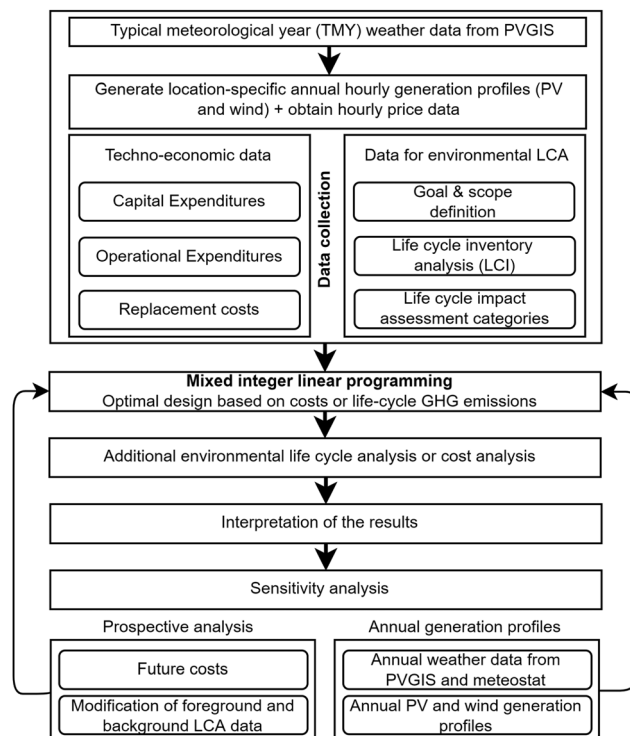 Typical meteorological year (TMY) weather data from PVGIS
Generate location-specific annual hourly generation profiles (PV
and wind) + obtain hourly price data
Techno-economic data
Capital Expenditures
Operational Expenditures
Replacement costs
Data collection
Data for environmental LCA
Goal & scope
definition
Life cycle inventory
analysis (LCI)
Life cycle impact
assessment categories
Mixed integer linear programming
Optimal design based on costs or life-cycle GHG emissions
Additional environmental life cycle analysis or cost analysis
Interpretation of the results
Sensitivity analysis
Prospective analysis
Future costs
Modification of foreground and
background LCA data
Annual generation profiles
Annual weather data from
PVGIS and meteostat
Annual PV and wind generation
profiles